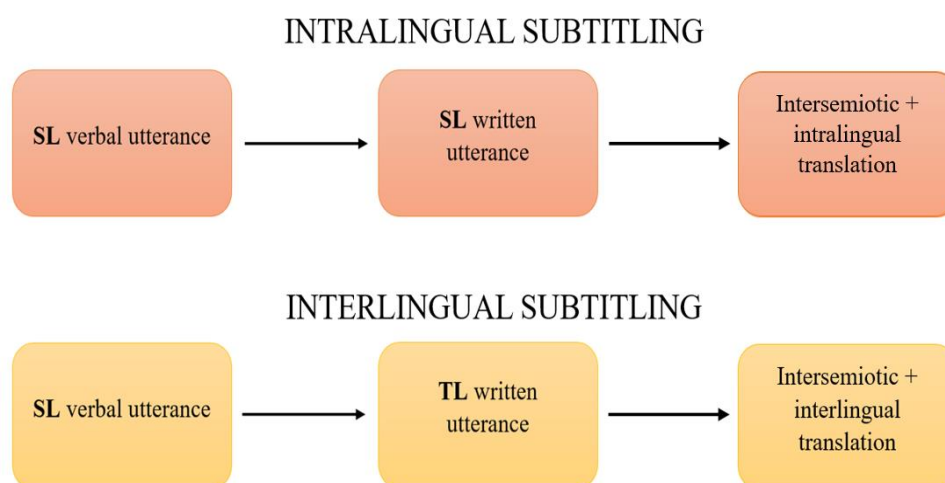 INTRALINGUAL SUBTITLING
SL verbal utterance
SL written
utterance
Intersemiotic +
intralingual
translation
INTERLINGUAL SUBTITLING
SL verbal utterance
TL written
utterance
Intersemiotic +
interlingual
translation